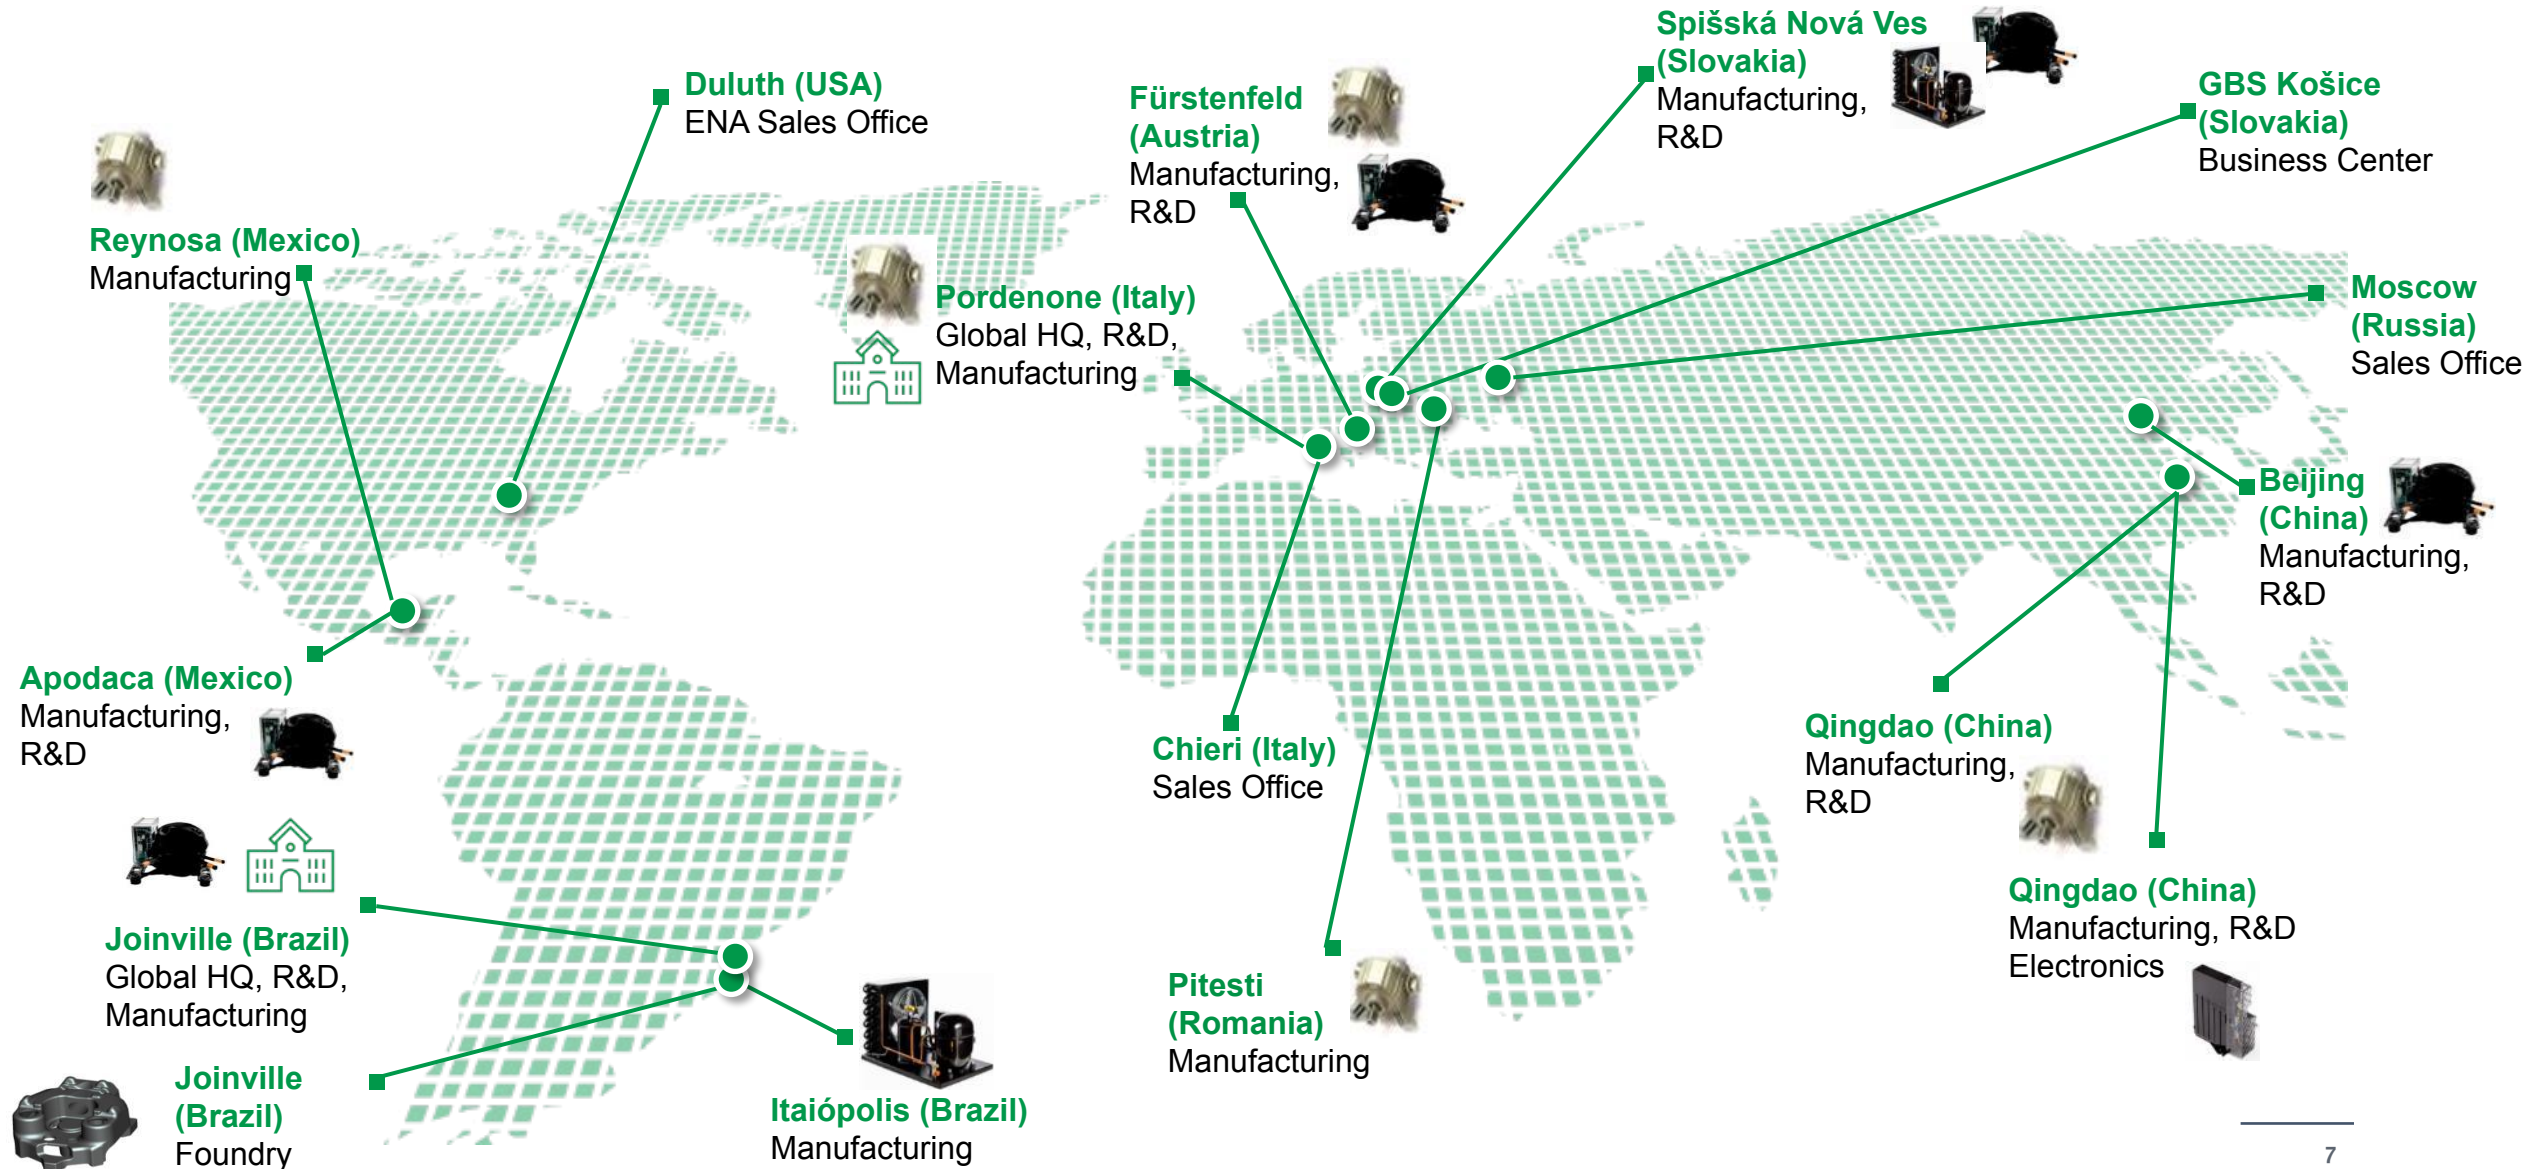 Duluth (USA)
ENA Sales Office
Reynosa (Mexico)
Manufacturing
Pordenone (Italy)
Global HQ, R&D,
Manufacturing
Fürstenfeld
(Austria)
Manufacturing,
R&D
Spišská Nová Ves
(Slovakia)
Manufacturing,
R&D
GBS Košice
(Slovakia)
Business Center
Moscow
(Russia)
Sales Office
Beijing
(China)
Manufacturing,
R&D
Apodaca (Mexico)
Manufacturing,
R&D
Chieri (Italy)
Sales Office
Qingdao (China)
Manufacturing,
R&D
Qingdao (China)
Manufacturing, R&D
Electronics
Joinville (Brazil)
Global HQ, R&D,
Manufacturing
Joinville
(Brazil)
Foundry
Itaiópolis (Brazil)
Manufacturing
Pitesti
(Romania)
Manufacturing
7